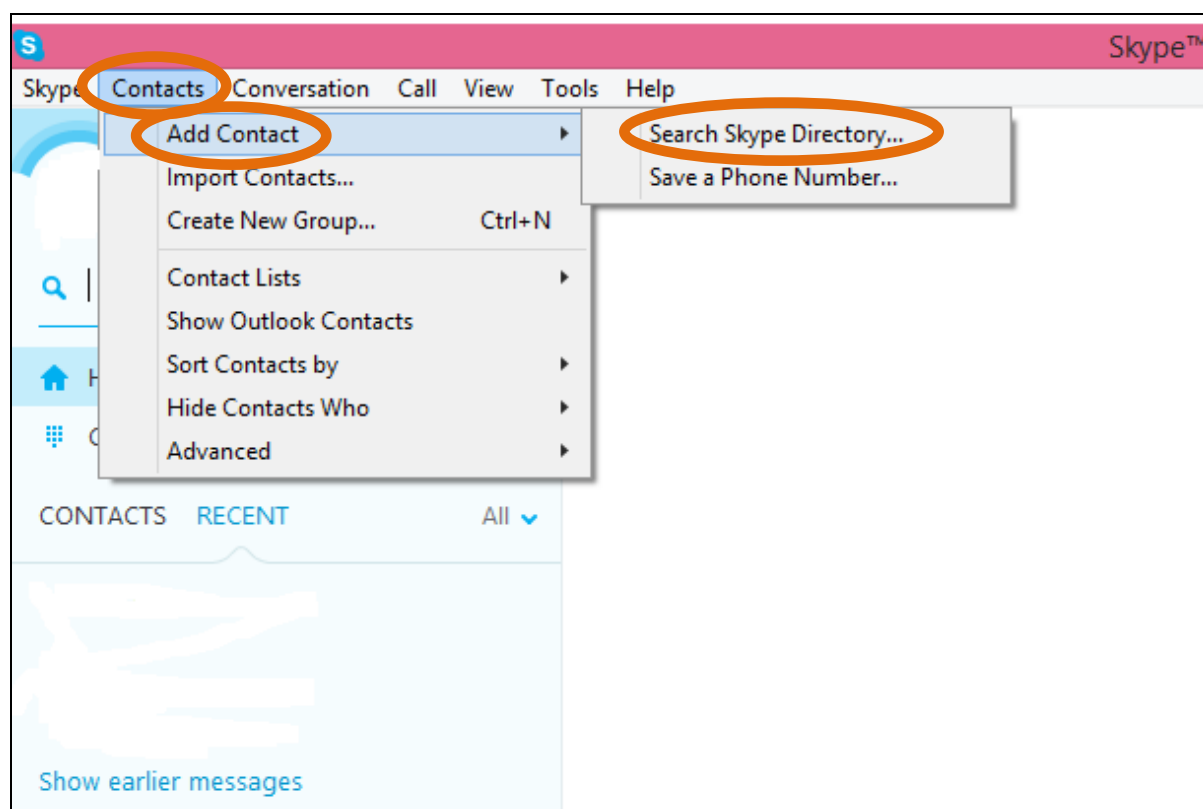 S
Skype™
Skype Contacts Conversation Call View Tools Help
Add Contact
Search Skype Directory...
Import Contacts...
Save a Phone Number...
Create New Group... Ctrl+N
Contact Lists
Show Outlook Contacts
Sort Contacts by
Hide Contacts Who
Advanced
CONTACTS RECENT All
Show earlier messages